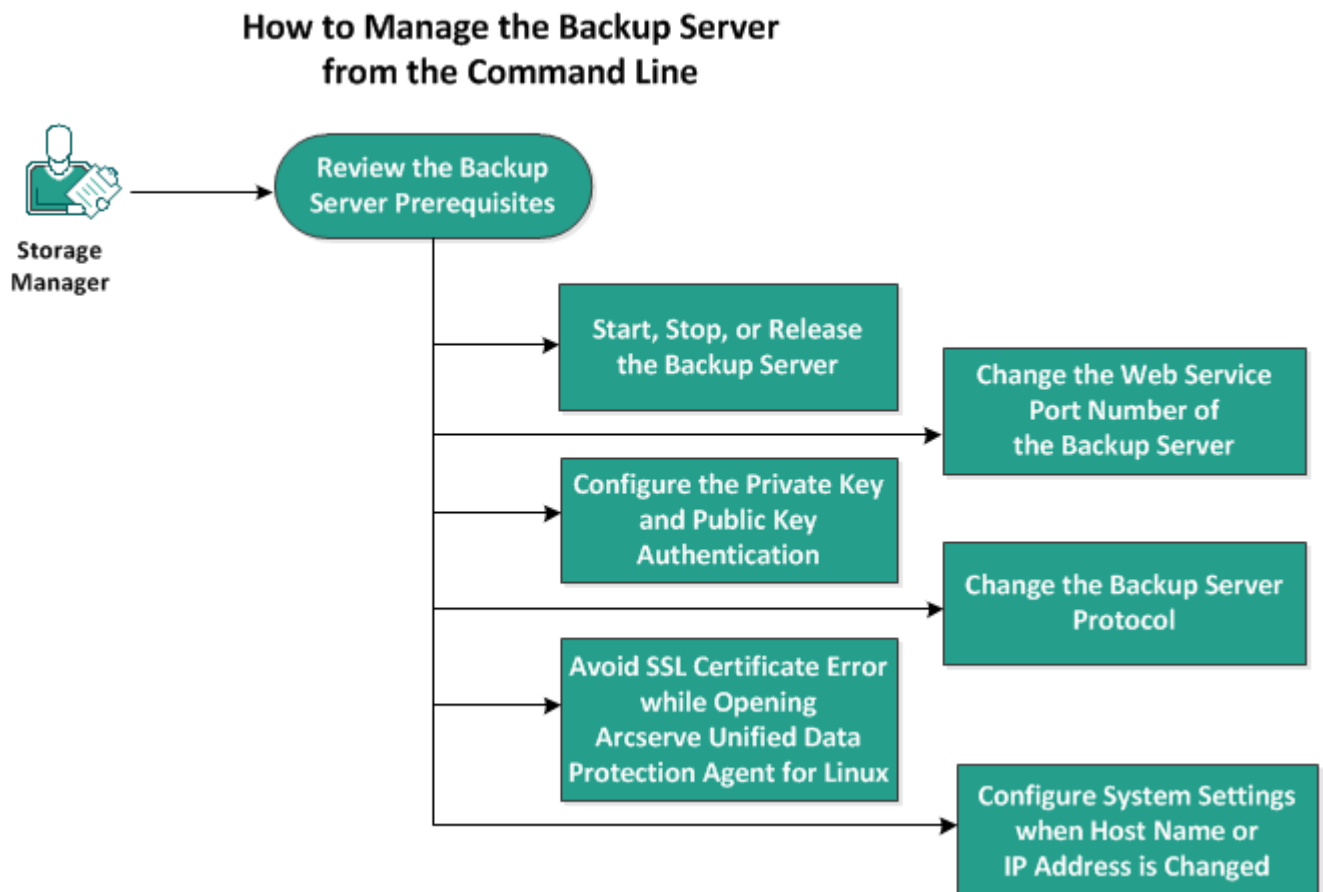 How to Manage the Backup Server
from the Command Line
Storage
Manager
Review the Backup
Server Prerequisites
Start, Stop, or Release
the Backup Server
Change the Web Service
Port Number of
the Backup Server
Configure the Private Key
and Public Key
Authentication
Change the Backup Server
Protocol
Avoid SSL Certificate Error
while Opening
Arcserve Unified Data
Protection Agent for Linux
Configure System Settings
when Host Name or
IP Address is Changed